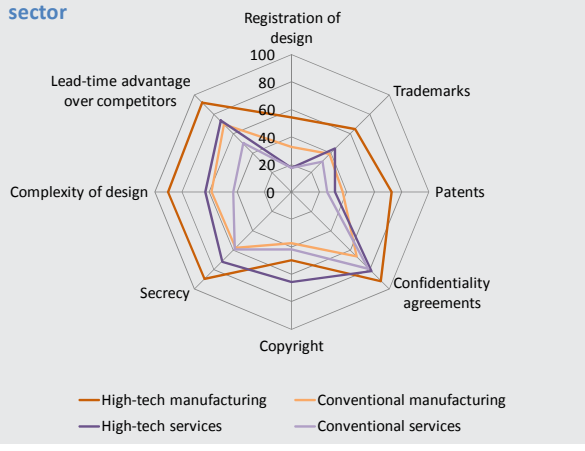 sector
Registration of
design
100
80
60
40
20
0
Trademarks
Lead-time advantage
over competitors
Complexity of design
Patents
Secrecy
Confidentiality
agreements
Copyright
High-tech manufacturing
Conventional manufacturing
High-tech services
Conventional services